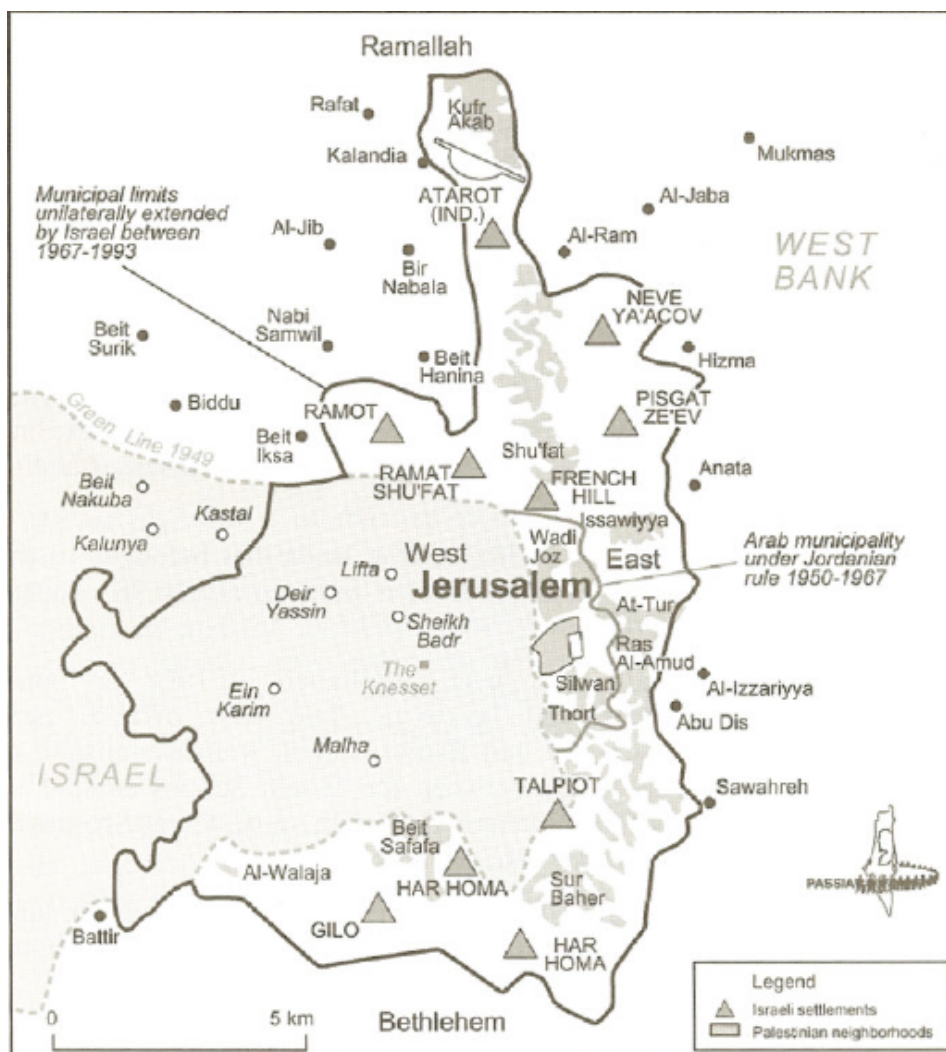 Ramallah
Rafat
Kufr
Akab
Kalandia
Mukmas
Municipal limits
unilaterally extended
by Israel between
1967-1993
ATAROT
(IND.)
Al-Jaba
Al-Jib
Al-Ram
WEST
BANK
Bir
Nabala
NEVE
YA'ACOV
Nabi
Samwil
Beit
Surik
Beit
Hanina
Hizma
Green Line 1949
Biddu
RAMOT
PISGAT
ZE'EV
Beit
Iksa
Shu'fat
RAMAT
SHU'FAT
Anata
FRENCH
HILL
Beit
Nakuba
Kastal
Issawiyya
Kalunya
Wadi
Joz
West
East
Arab municipality
under Jordanian
rule 1950-1967
Lifta
Jerusalem
Deir
Yassin
At-Tur
Sheikh
Badr
Ras
Al-Amud
The
Knesset
Silwan
Al-Izzariyya
Ein
Karim
Thort
Abu Dis
Malha
ISRAEL
TALPIOT
Sawahreh
Beit
Safafa
Al-Walaja
HAR HOMA
Sur
Baher
PASSIA
GILO
Battir
HAR
HOMA
Legend
Israeli settlements
Palestinian neighborhoods
0 5 km
Bethlehem